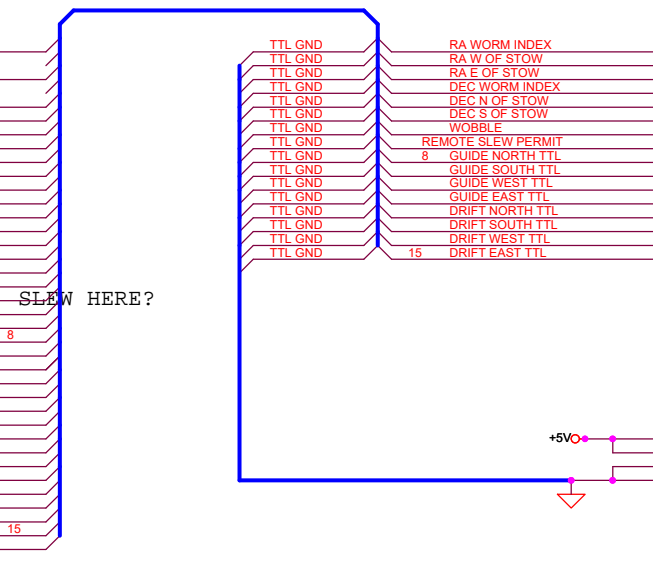 TTL GND RA WORM INDEX
TTL GND RA W OF STOW
TTL GND RA E OF STOW
TTL GND DEC WORM INDEX
TTL GND DEC N OF STOW
TTL GND DEC S OF STOW
TTL GND WOBBLE
TTL GND REMOTE SLEW PERMIT
TTL GND 8 GUIDE NORTH TTL
TTL GND GUIDE SOUTH TTL
TTL GND GUIDE WEST TTL
TTL GND GUIDE EAST TTL
TTL GND DRIFT NORTH TTL
TTL GND DRIFT SOUTH TTL
TTL GND DRIFT WEST TTL
TTL GND 15 DRIFT EAST TTL
SLEW HERE?
8
+5V
15